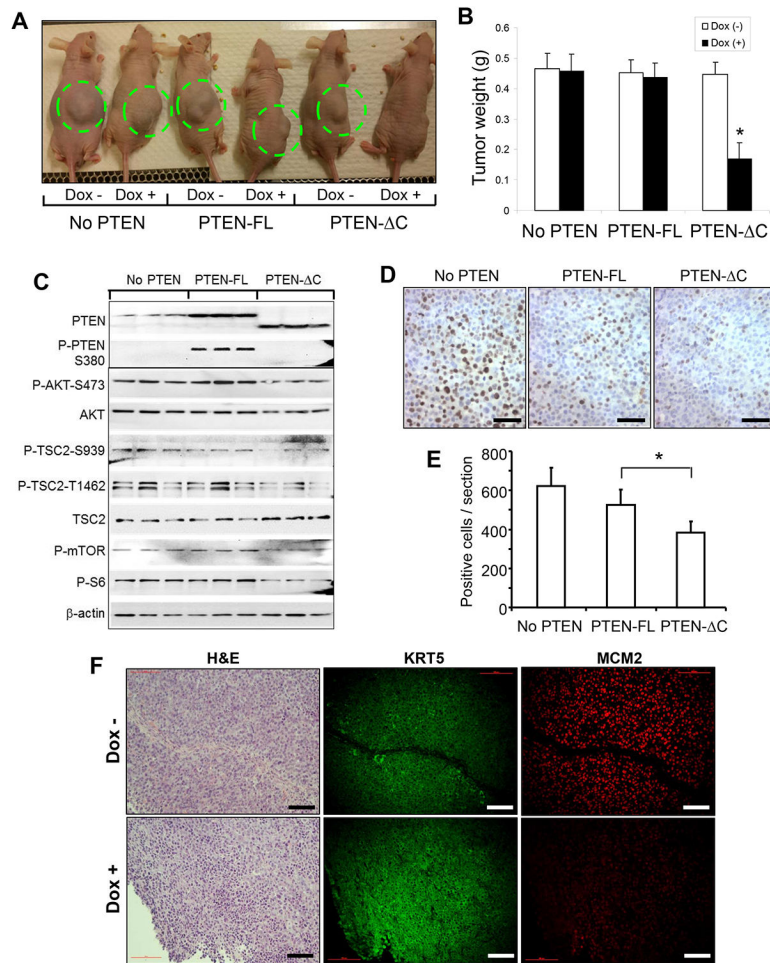 A
Dox - Dox + Dox - Dox + Dox - Dox +
No PTEN PTEN-FL PTEN-ΔC
B
Dox (-)
Dox (+)
Tumor weight (g)
0.6
0.5
0.4
0.3
0.2
0.1
0
*
No PTEN PTEN-FL PTEN-ΔC
C
No PTEN PTEN-FL PTEN-ΔC
PTEN
P-PTEN
S380
P-AKT-S473
AKT
P-TSC2-S939
P-TSC2-T1462
TSC2
P-mTOR
P-S6
β-actin
D
No PTEN PTEN-FL PTEN-ΔC
E
Positive cells / section
800
600
400
200
0
*
No PTEN PTEN-FL PTEN-ΔC
F
H&E KRT5 MCM2
Dox -
Dox +